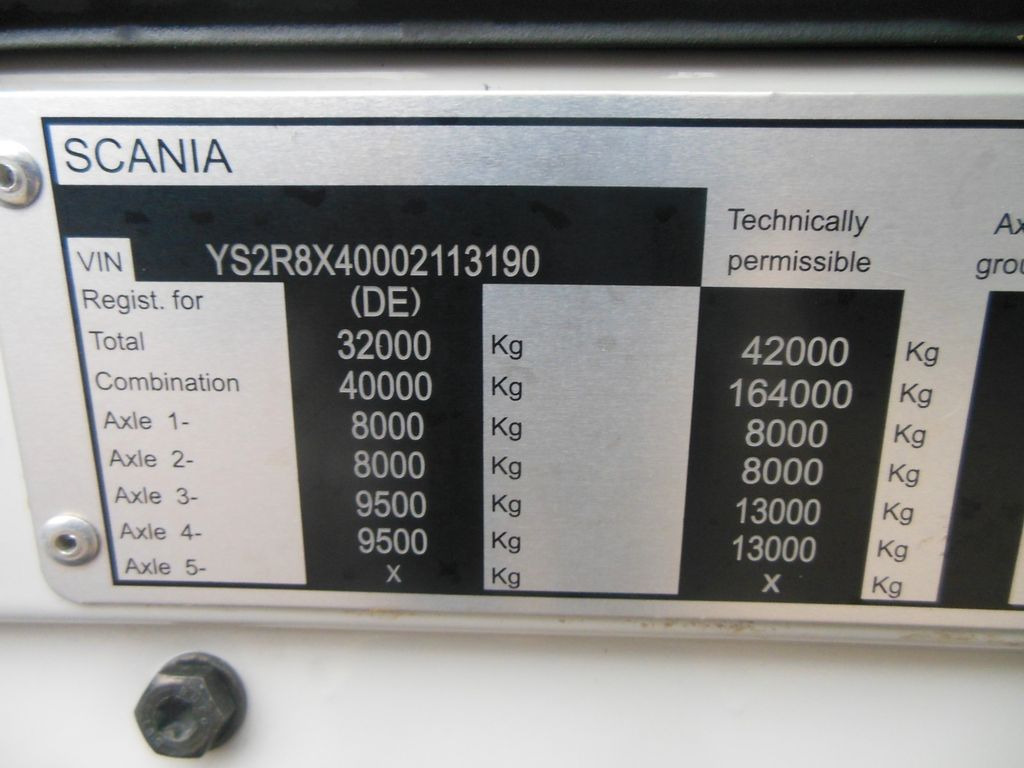 SCANIA
VIN YS2R8X40002113190
Technically permissible
Regist. for (DE)
Total 32000 Kg 42000 Kg
Combination 40000 Kg 164000 Kg
Axle 1- 8000 Kg 8000 Kg
Axle 2- 8000 Kg 8000 Kg
Axle 3- 9500 Kg 13000 Kg
Axle 4- 9500 Kg 13000 Kg
Axle 5- X Kg X Kg